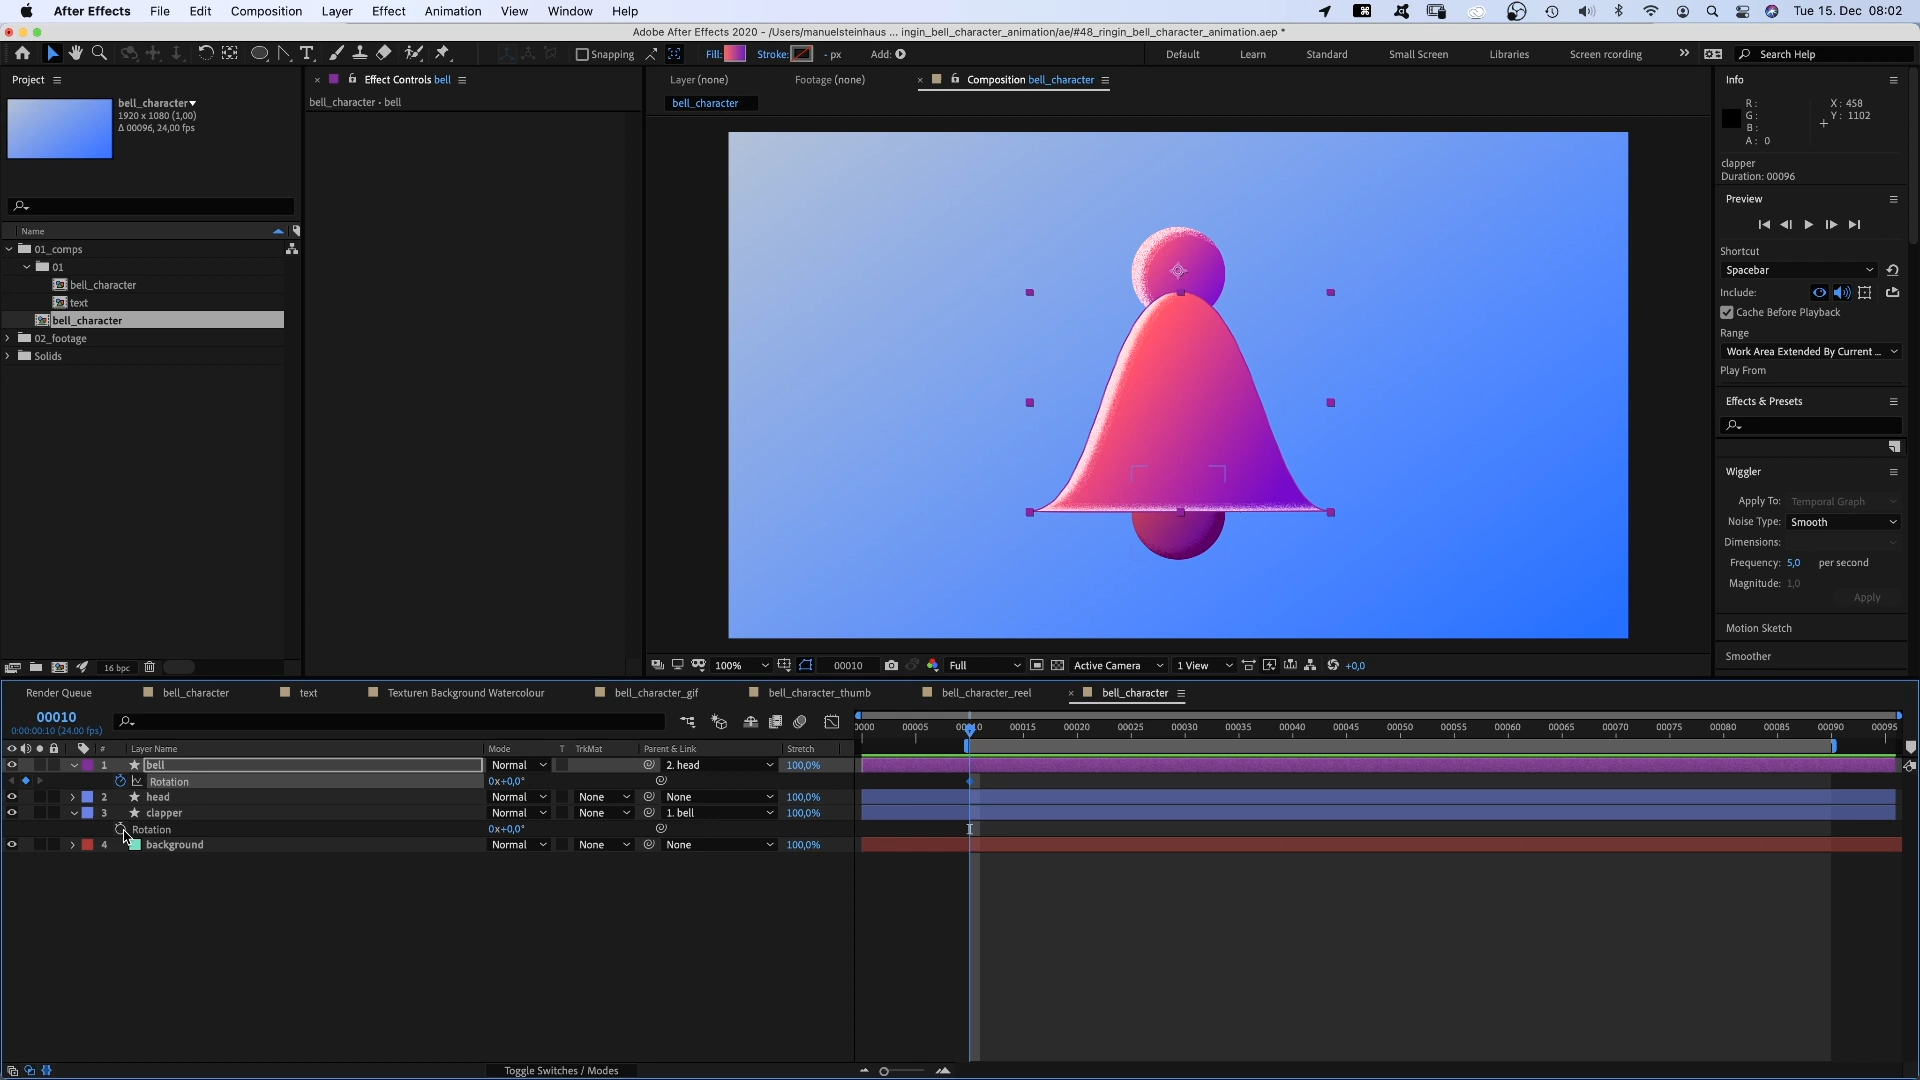 After Effects File Edit Composition Layer Effect Animation View Window Help Tue 15. Dec 08:02
Adobe After Effects 2020 - /Users/manuelsteinhaus ... ingin_bell_character_animation/ae/#48_ringin_bell_character_animation.aep *
Snapping Fill: Stroke: - px Add: Default Learn Standard Small Screen Libraries Screen rcording Search Help
Project Effect Controls bell Layer (none) Footage (none) Composition bell_character Info
bell_character • bell bell_character
bell_character
1920 x 1080 (1,00)
Δ 00096, 24,00 fps
R: X: 458
G: Y: 1102
B:
A: 0
clapper
Duration: 00096
Preview
Shortcut
Spacebar
Include:
Cache Before Playback
Range
Work Area Extended By Current ...
Play From
Effects & Presets
Wiggler
Apply To: Temporal Graph
Noise Type: Smooth
Dimensions:
Frequency: 5,0 per second
Magnitude: 1,0
Apply
Motion Sketch
Smoother
Name
01_comps
01
bell_character
text
bell_character
02_footage
Solids
16 bpc
100% 00010 Full Active Camera 1 View +0,0
Render Queue bell_character text Texturen Background Watercolour bell_character_gif bell_character_thumb bell_character_reel bell_character
00010
0:00:00:10 (24.00 fps)
0000 00005 00010 00015 00020 00025 00030 00035 00040 00045 00050 00055 00060 00065 00070 00075 00080 00085 00090 00095
# Layer Name Mode T TrkMat Parent & Link Stretch
1 bell Normal 2. head 100,0%
Rotation 0x+0,0°
2 head Normal None None 100,0%
3 clapper Normal None 1. bell 100,0%
Rotation 0x+0,0°
4 background Normal None None 100,0%
Toggle Switches / Modes